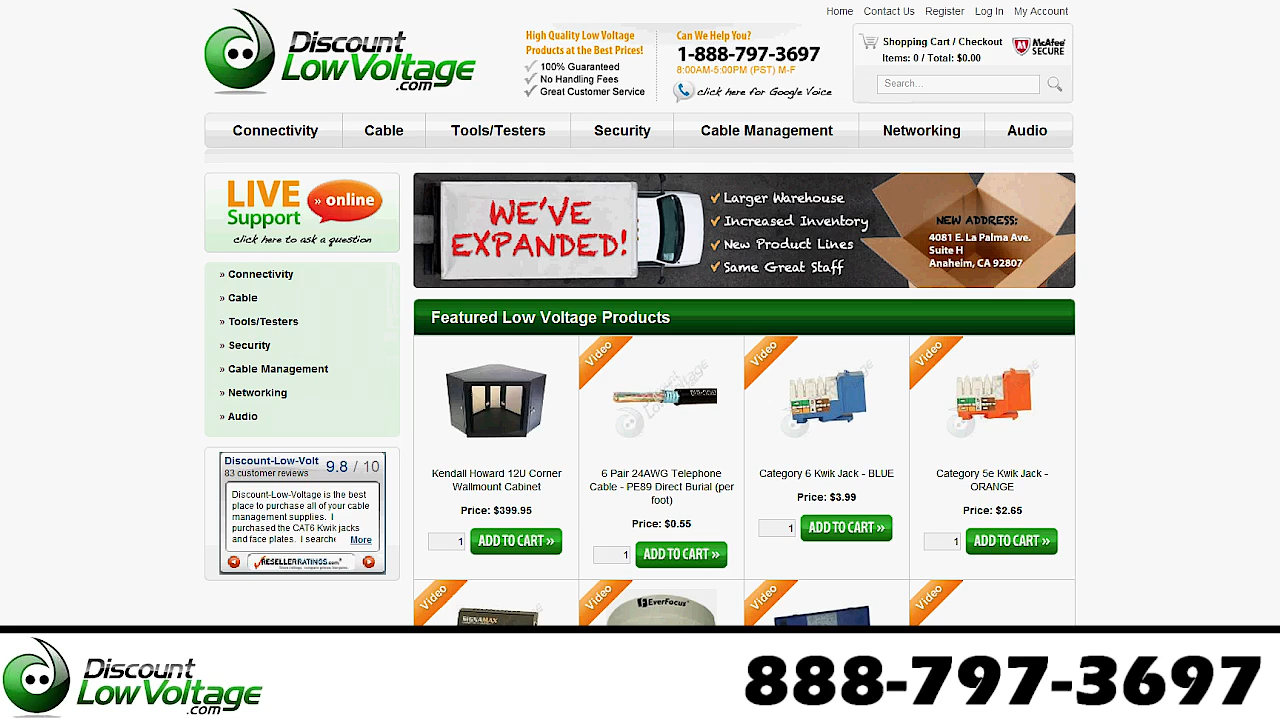 Home Contact Us Register Log In My Account
Discount
LowVoltage
.com
High Quality Low Voltage
Products at the Best Prices!
100% Guaranteed
No Handling Fees
Great Customer Service
Can We Help You?
1-888-797-3697
8:00AM-5:00PM (PST) M-F
click here for Google Voice
Shopping Cart / Checkout
Items: 0 / Total: $0.00
McAfee
SECURE
Search...
Connectivity Cable Tools/Testers Security Cable Management Networking Audio
LIVE
Support
» online
click here to ask a question
» Connectivity
» Cable
» Tools/Testers
» Security
» Cable Management
» Networking
» Audio
Discount-Low-Volt
83 customer reviews
9.8 / 10
Discount-Low-Voltage is the best
place to purchase all of your cable
management supplies. I
purchased the CAT6 Kwik jacks
and face plates. I searche
More
RESELLERRATINGS.com
WE'VE
EXPANDED!
Larger Warehouse
Increased Inventory
New Product Lines
Same Great Staff
NEW ADDRESS:
4081 E. La Palma Ave.
Suite H
Anaheim, CA 92807
Featured Low Voltage Products
Video
Video
Video
Kendall Howard 12U Corner
Wallmount Cabinet
Price: $399.95
1 ADD TO CART »
6 Pair 24AWG Telephone
Cable - PE89 Direct Burial (per
foot)
Price: $0.55
1 ADD TO CART »
Category 6 Kwik Jack - BLUE
Price: $3.99
1 ADD TO CART »
Category 5e Kwik Jack -
ORANGE
Price: $2.65
1 ADD TO CART »
Video
Video
Video
Video
SIGNAMAX
EverFocus
Discount
LowVoltage
.com
888-797-3697